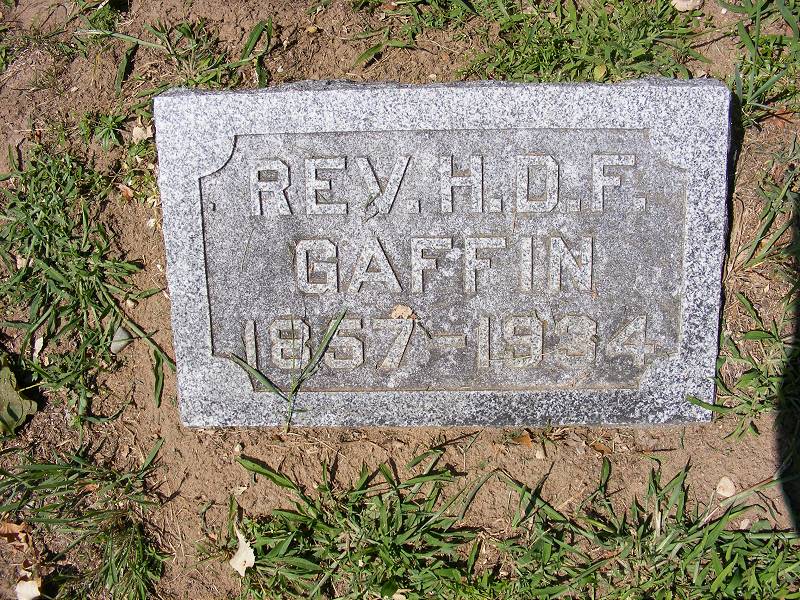 REV. H. D. F.
GAFFIN
1857-1934